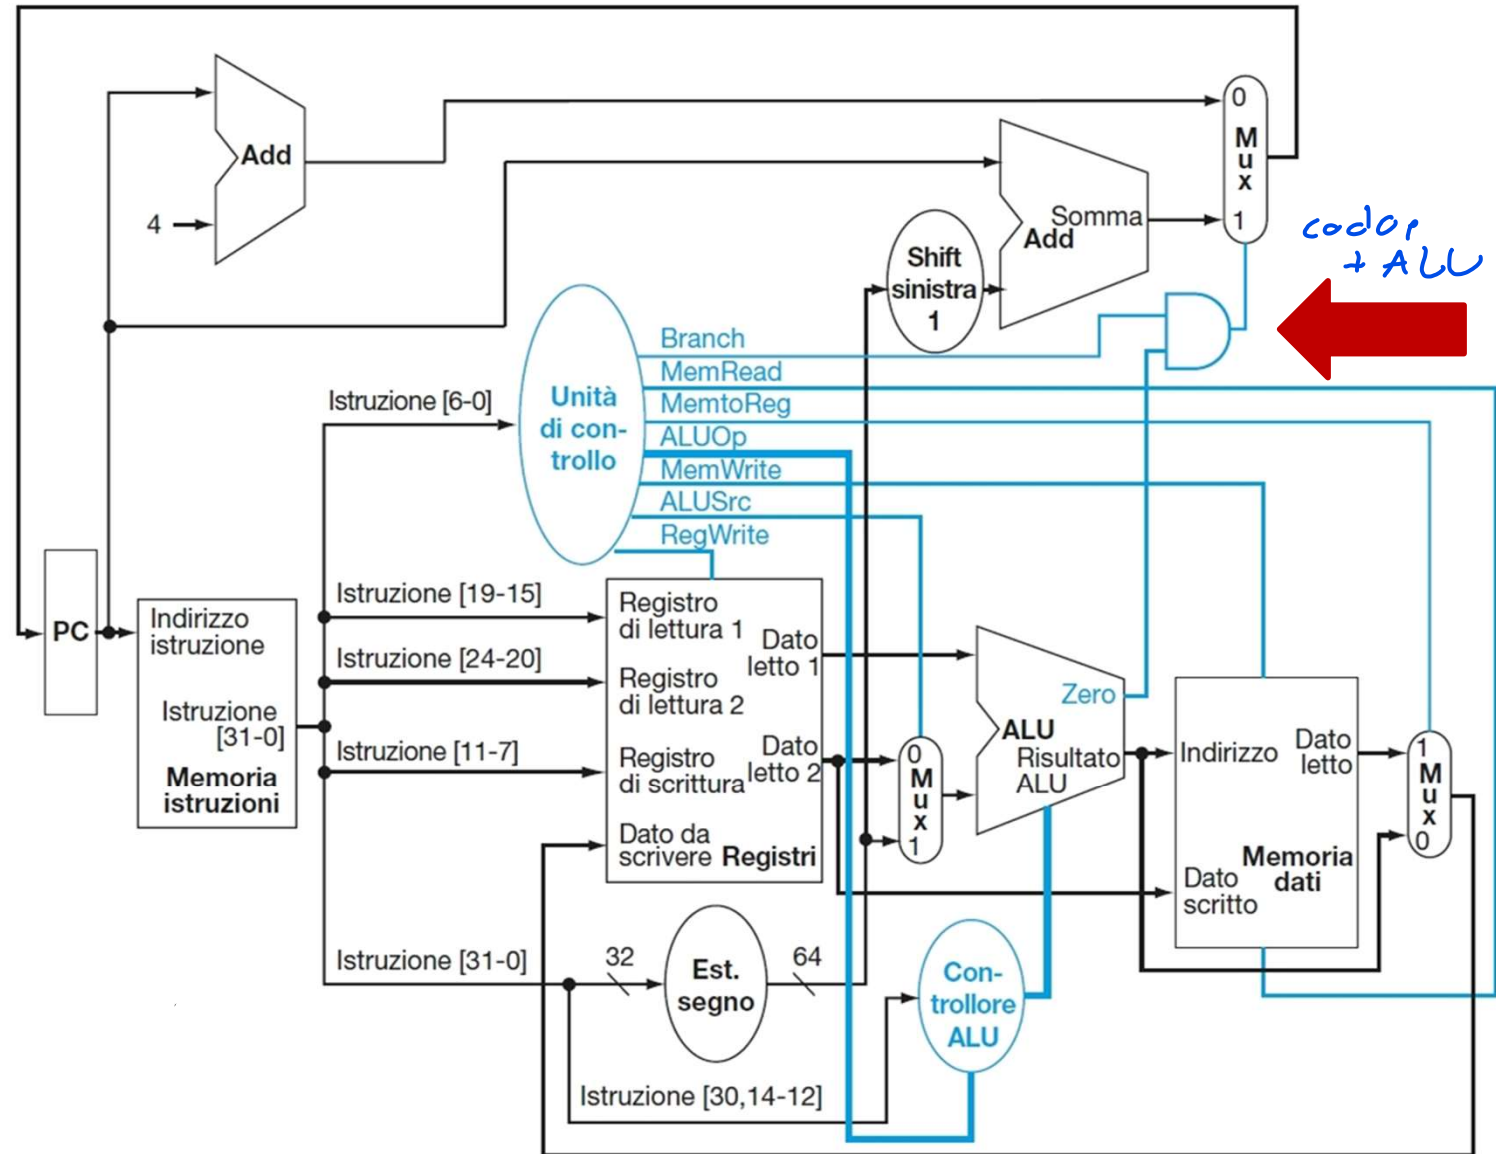 0
M
u
x
1
Add
4
Somma
Add
Shift
sinistra
1
codop
+ ALU
Branch
MemRead
MemtoReg
ALUOp
MemWrite
ALUSrc
RegWrite
Unità
di con-
trollo
Istruzione [6-0]
PC
Indirizzo
istruzione
Istruzione
[31-0]
Memoria
istruzioni
Istruzione [19-15]
Istruzione [24-20]
Istruzione [11-7]
Registro
di lettura 1
Registro
di lettura 2
Registro
di scrittura
Dato da
scrivere
Registri
Dato
letto 1
Dato
letto 2
0
M
u
x
1
Zero
ALU
Risultato
ALU
Indirizzo
Dato
letto
Dato
scritto
Memoria
dati
1
M
u
x
0
Istruzione [31-0]
32
Est.
segno
64
Con-
trollore
ALU
Istruzione [30,14-12]